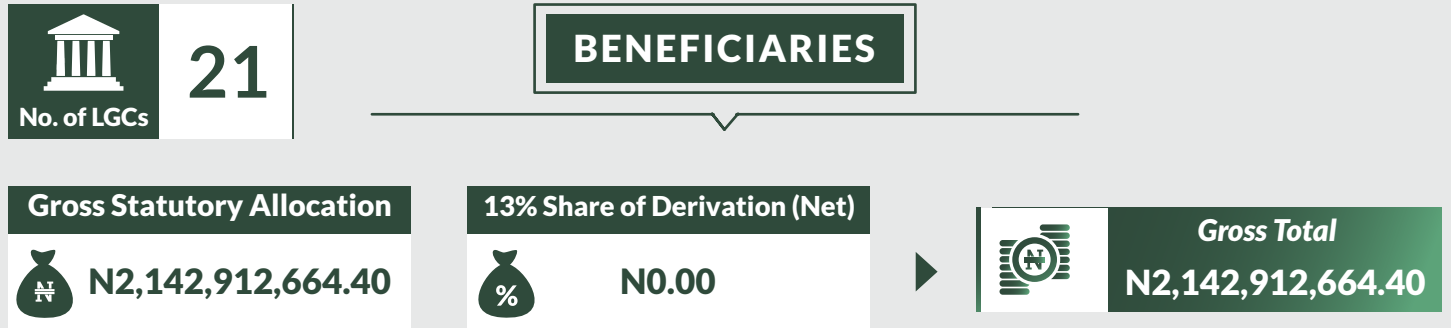 No. of LGCs
21
BENEFICIARIES
Gross Statutory Allocation
₦
N2,142,912,664.40
13% Share of Derivation (Net)
%
N0.00
₦
Gross Total
N2,142,912,664.40